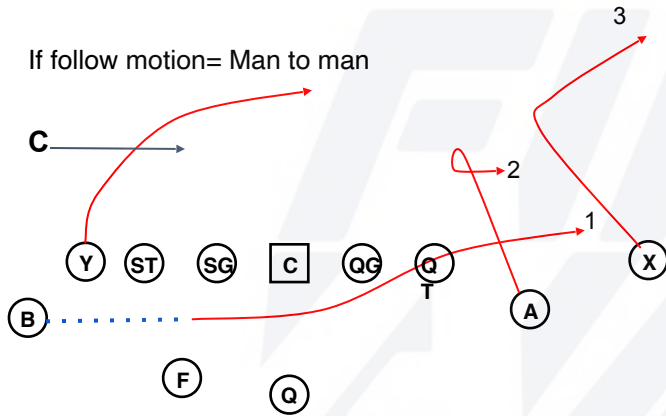 3
If follow motion= Man to man
C
2
1
Y ST SG C QG Q T X
B A
F Q